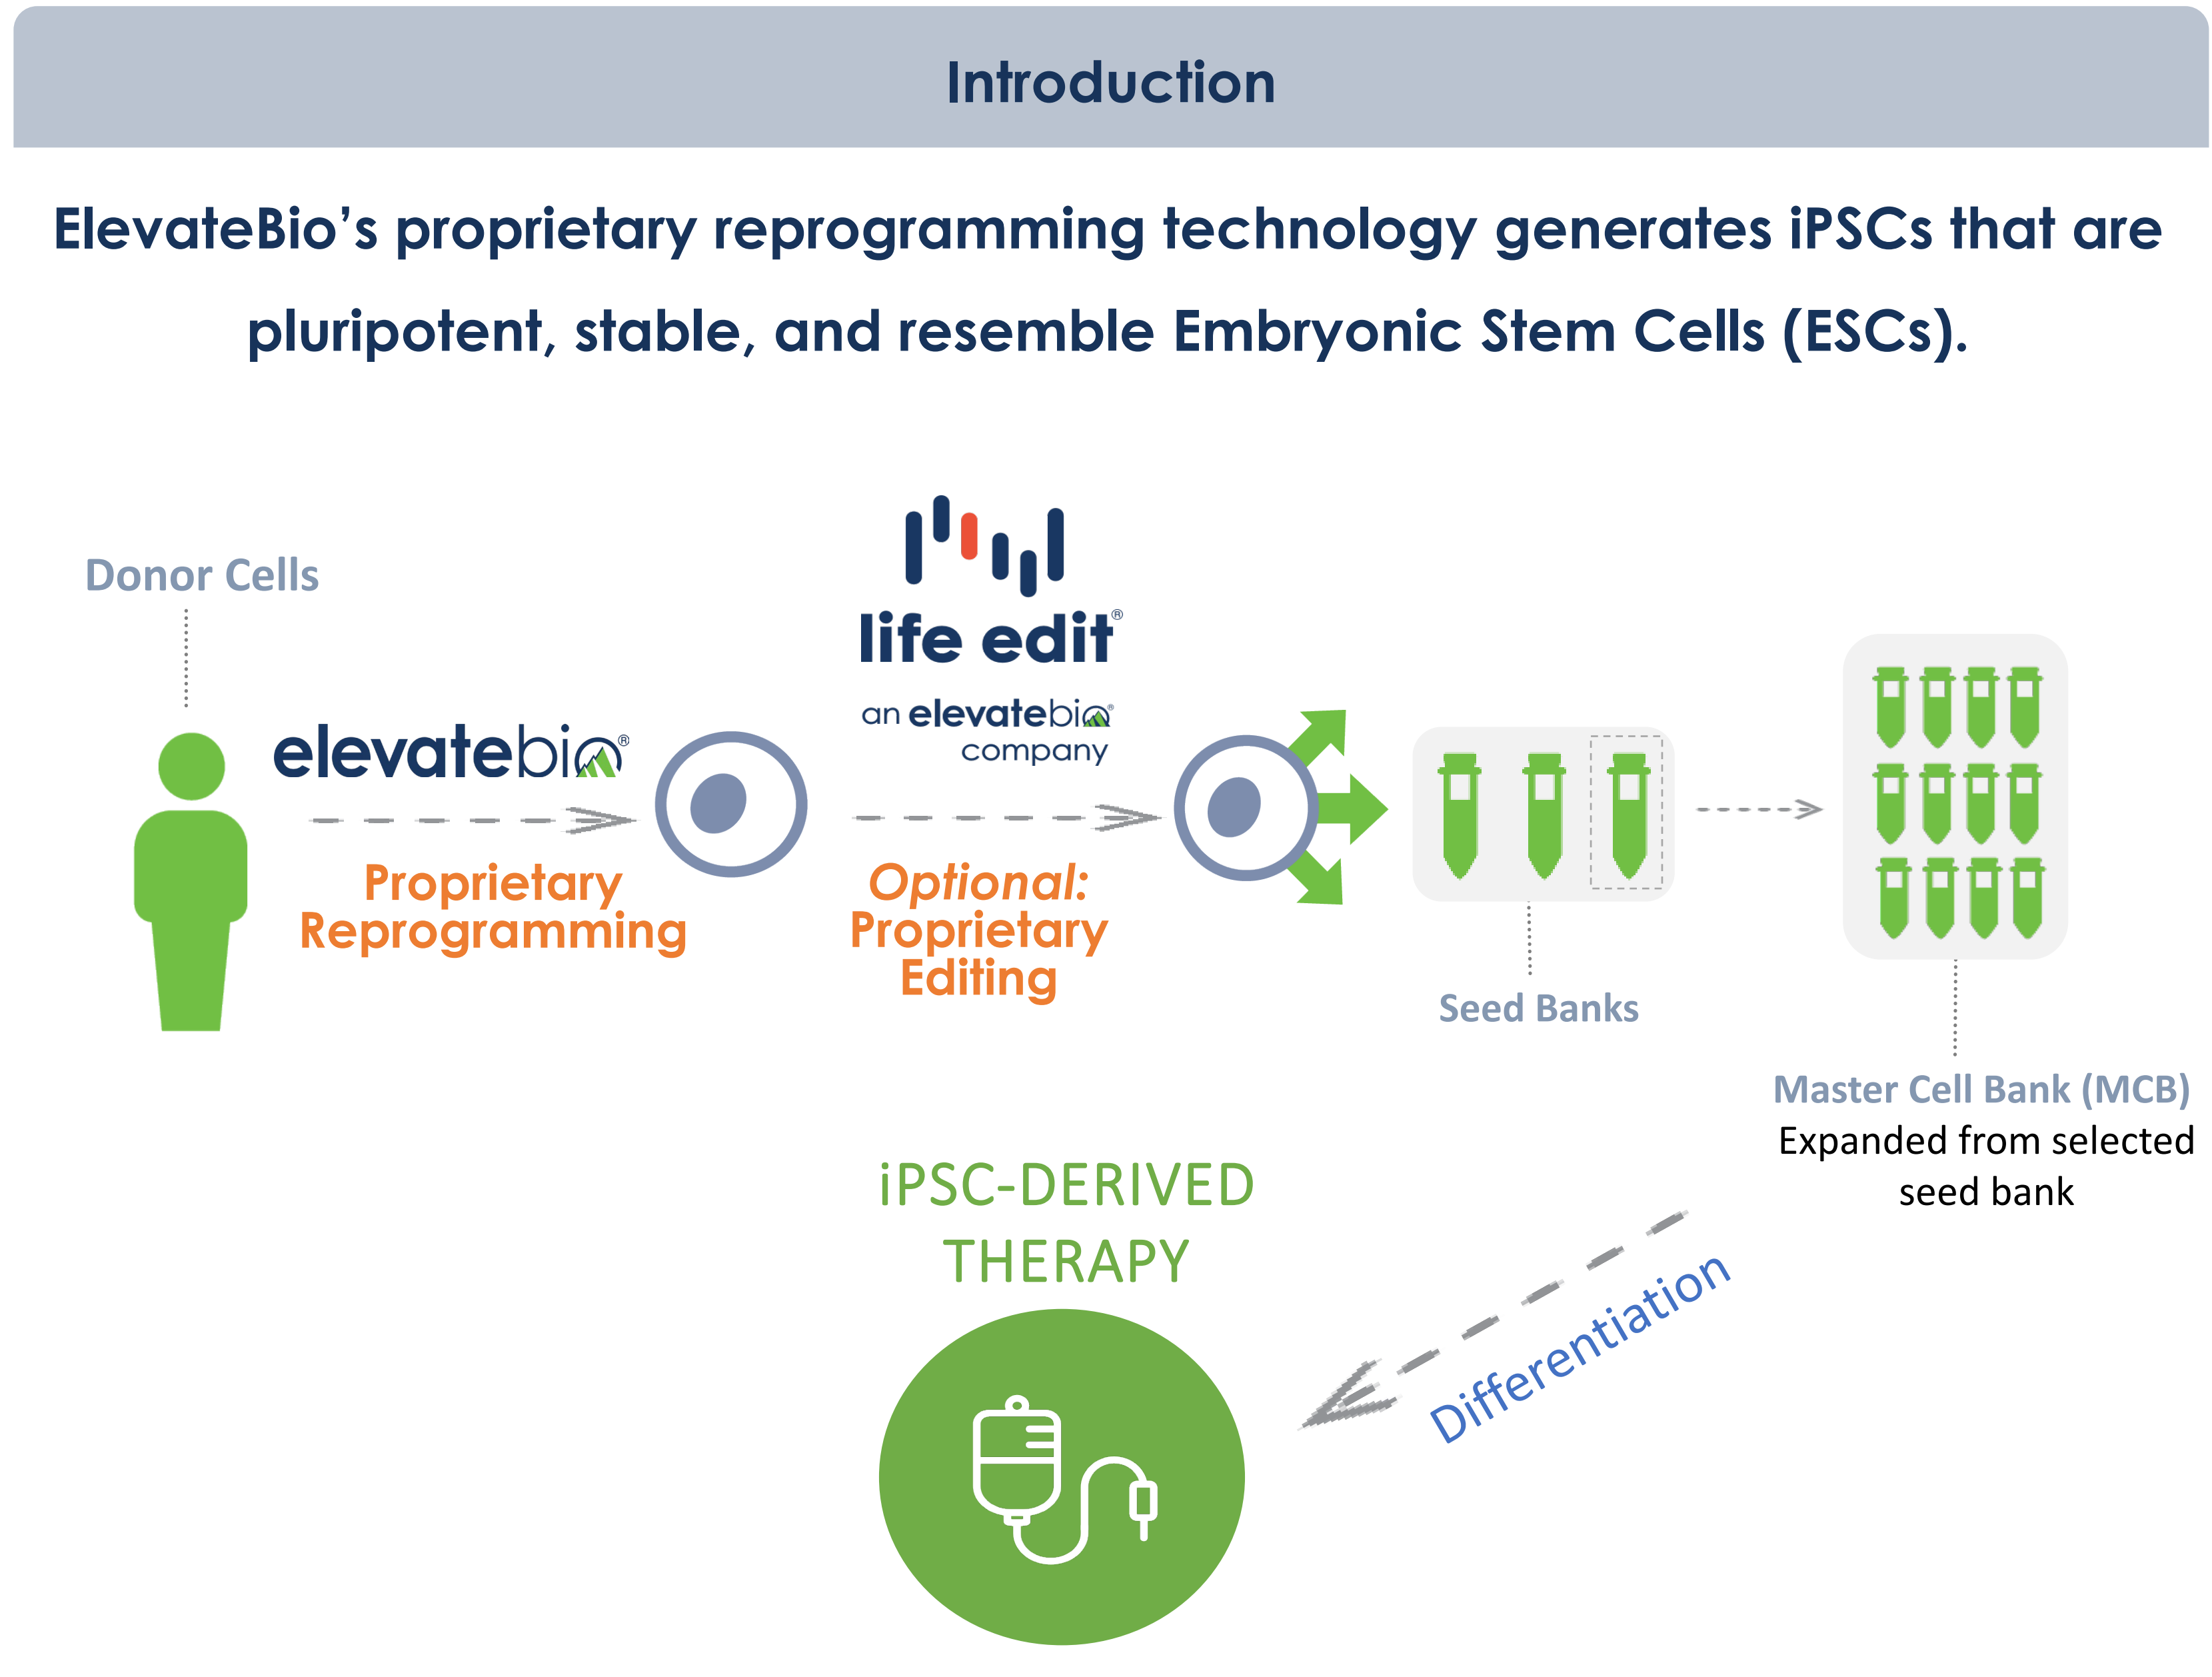 Introduction
ElevateBio’s proprietary reprogramming technology generates iPSCs that are
pluripotent, stable, and resemble Embryonic Stem Cells (ESCs).
Donor Cells
life edit®
an elevatebio®
company
elevatebio®
Proprietary
Reprogramming
Optional:
Proprietary
Editing
Seed Banks
Master Cell Bank (MCB)
Expanded from selected
seed bank
iPSC-DERIVED
THERAPY
Differentiation